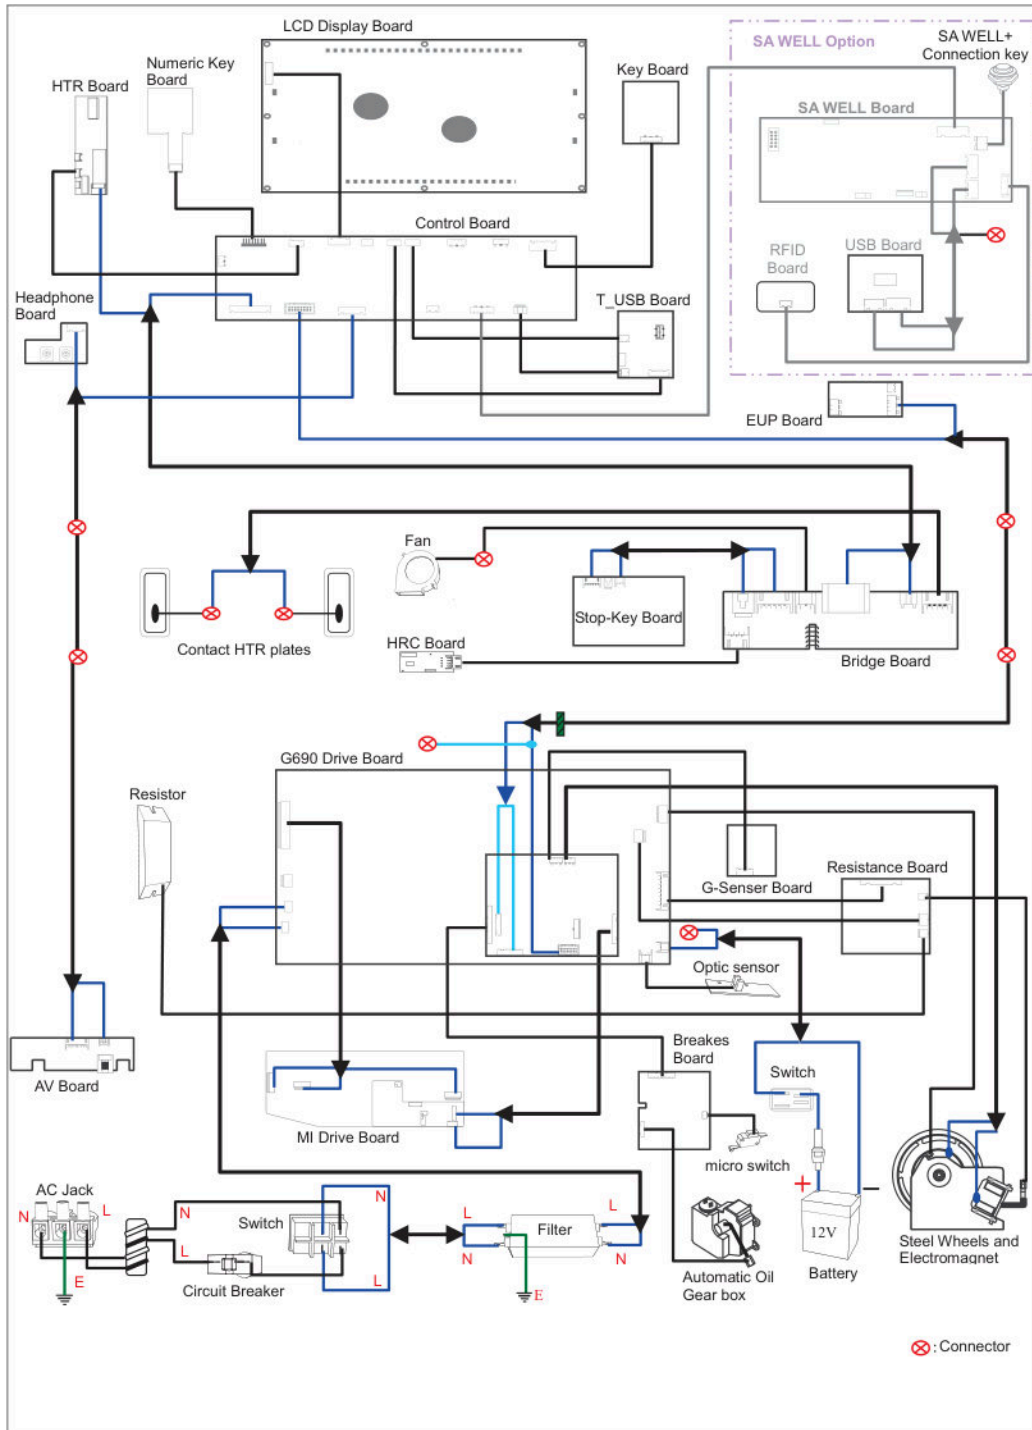 LCD Display Board
SA WELL+
Connection key
SA WELL Option
Numeric Key
Board
HTR Board
Key Board
SA WELL Board
Control Board
RFID
Board
USB Board
Headphone
Board
T_USB Board
EUP Board
Fan
Stop-Key Board
Contact HTR plates
HRC Board
Bridge Board
G690 Drive Board
Resistor
G-Senser Board
Resistance Board
Optic sensor
Breakes
Board
AV Board
Switch
MI Drive Board
micro switch
AC Jack
N
L
N
L
E
Switch
N
L
Circuit Breaker
L
N
Filter
L
N
E
Automatic Oil
Gear box
+
−
12V
Battery
Steel Wheels and
Electromagnet
: Connector